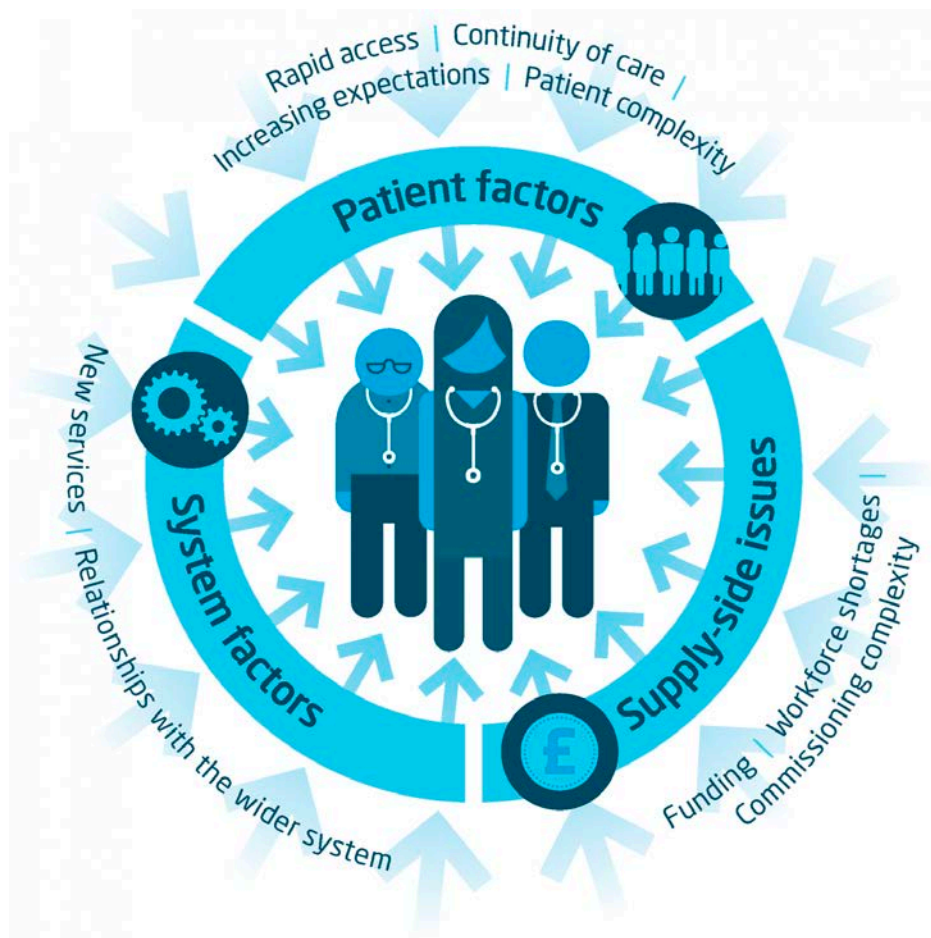 Rapid access | Continuity of care |
Increasing expectations | Patient complexity
Patient factors
New services | Relationships with the wider system
System factors
Supply-side issues
Funding | Workforce shortages |
Commissioning complexity
£